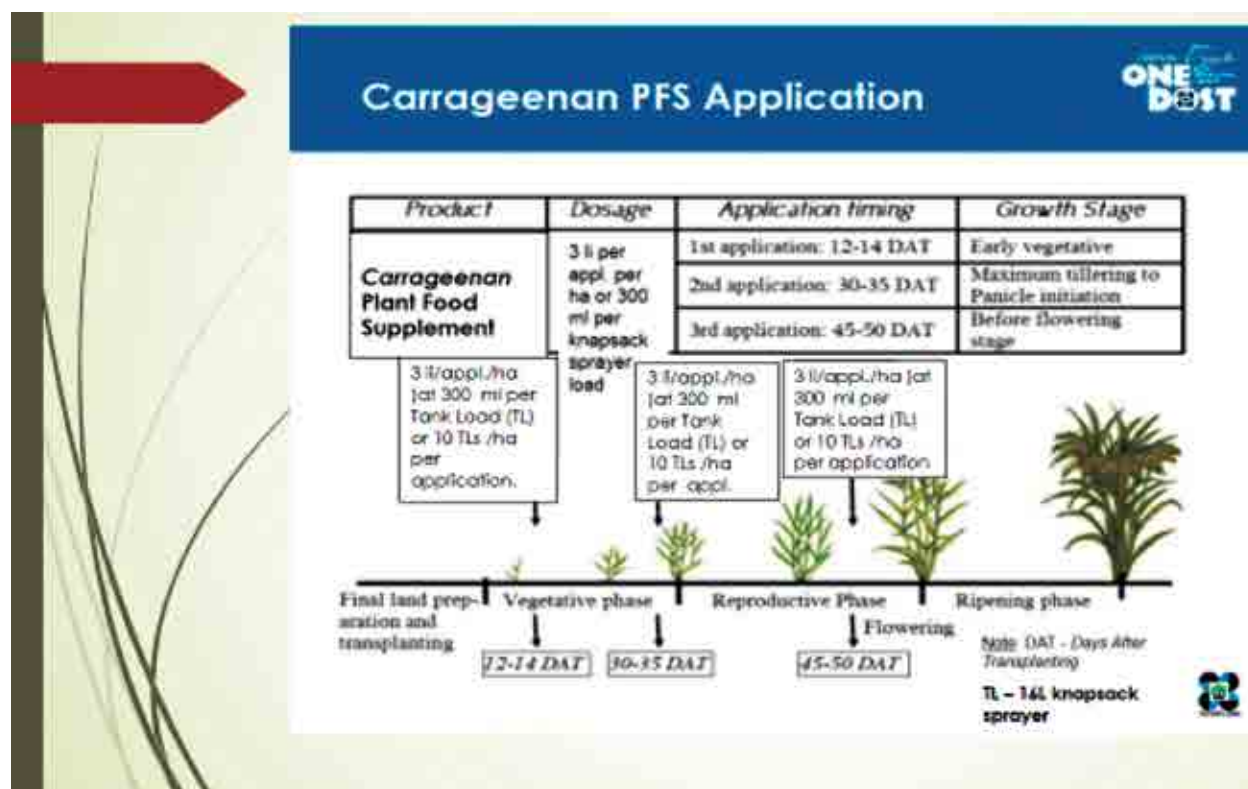 Carrageenan PFS Application
ONE
DOST
Product Dosage Application timing Growth Stage
Carrageenan
Plant Food
Supplement
3 li per
appl. per
ha or 300
ml per
knapsack
sprayer
load
1st application: 12-14 DAT Early vegetative
2nd application: 30-35 DAT Maximum tillering to
Panicle initiation
3rd application: 45-50 DAT Before flowering
stage
3 li/appl./ha
(at 300 ml per
Tank Load (TL)
or 10 TLs /ha
per
application.
3 li/appl./ha
(at 300 ml
per Tank
Load (TL) or
10 TLs /ha
per appl.
3 li/appl./ha (at
300 ml per
Tank Load (TL)
or 10 TLs /ha
per application
Final land prep-
aration and
transplanting
Vegetative phase
Reproductive Phase
Ripening phase
Flowering
12-14 DAT
30-35 DAT
45-50 DAT
Note: DAT - Days After
Transplanting
TL – 16L knapsack
sprayer